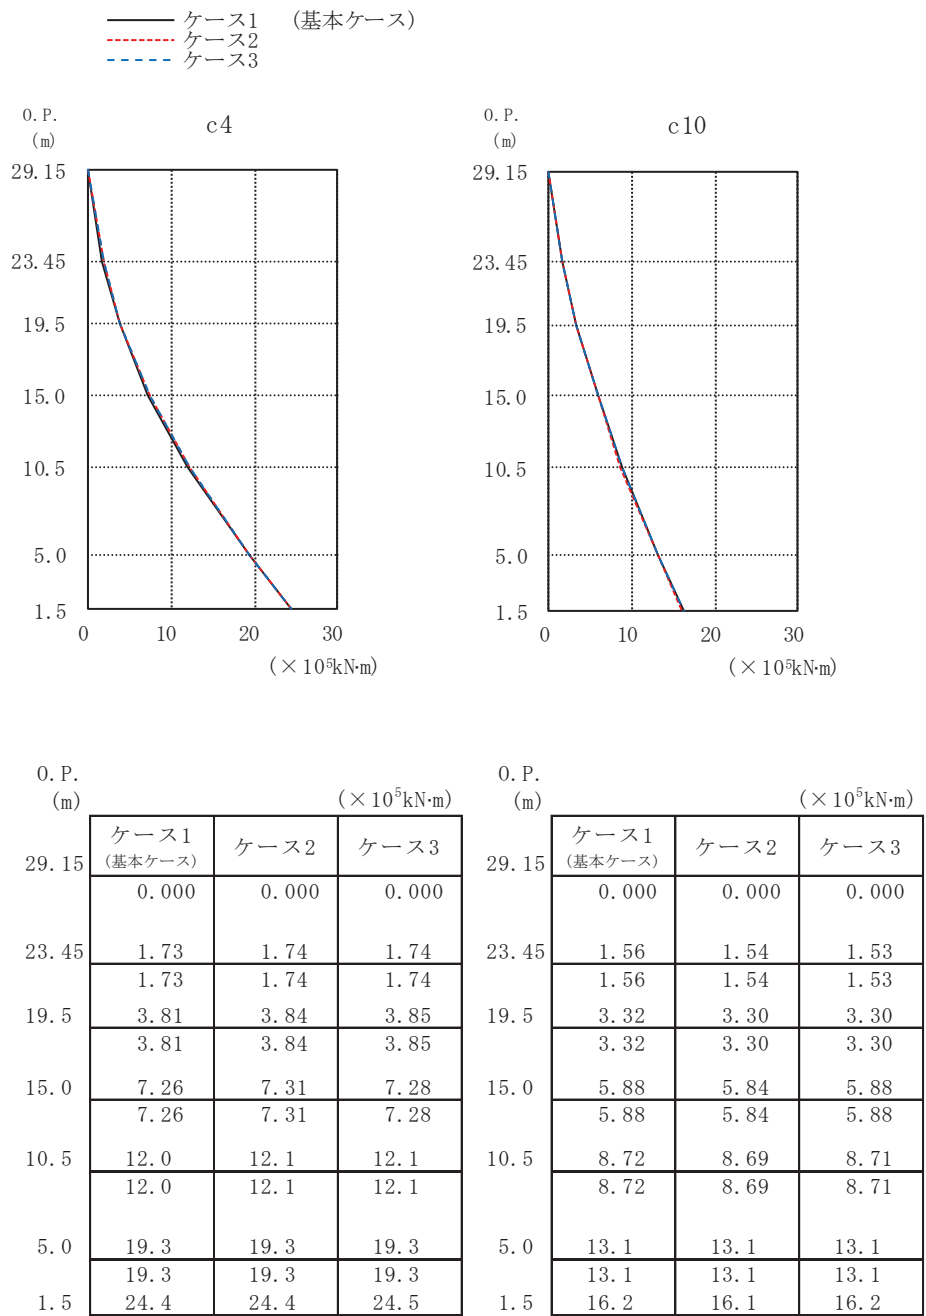 ケース1　（基本ケース）
ケース2
ケース3
O.P.
(m)
c4
29.15
23.45
19.5
15.0
10.5
5.0
1.5
0 10 20 30
(×10⁵kN·m)
O.P.
(m)
c10
29.15
23.45
19.5
15.0
10.5
5.0
1.5
0 10 20 30
(×10⁵kN·m)
O.P.
(m) (×10⁵kN·m)
ケース1 ケース2 ケース3
29.15 (基本ケース)
0.000 0.000 0.000
23.45 1.73 1.74 1.74
1.73 1.74 1.74
19.5 3.81 3.84 3.85
3.81 3.84 3.85
15.0 7.26 7.31 7.28
7.26 7.31 7.28
10.5 12.0 12.1 12.1
12.0 12.1 12.1
5.0 19.3 19.3 19.3
19.3 19.3 19.3
1.5 24.4 24.4 24.5
O.P.
(m) (×10⁵kN·m)
ケース1 ケース2 ケース3
29.15 (基本ケース)
0.000 0.000 0.000
23.45 1.56 1.54 1.53
1.56 1.54 1.53
19.5 3.32 3.30 3.30
3.32 3.30 3.30
15.0 5.88 5.84 5.88
5.88 5.84 5.88
10.5 8.72 8.69 8.71
8.72 8.69 8.71
5.0 13.1 13.1 13.1
13.1 13.1 13.1
1.5 16.2 16.1 16.2